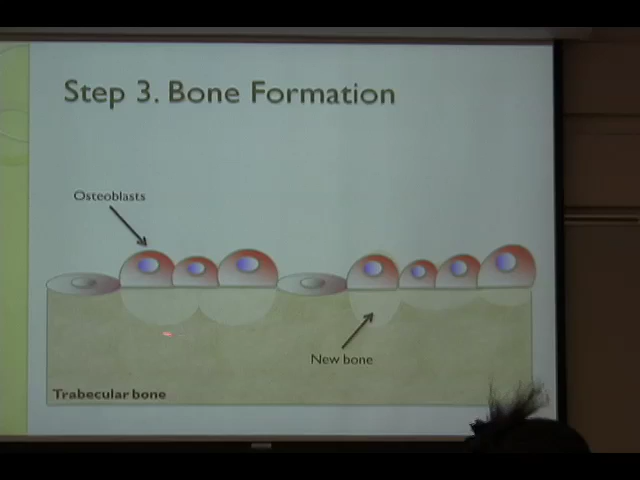 Step 3. Bone Formation
Osteoblasts
New bone
Trabecular bone